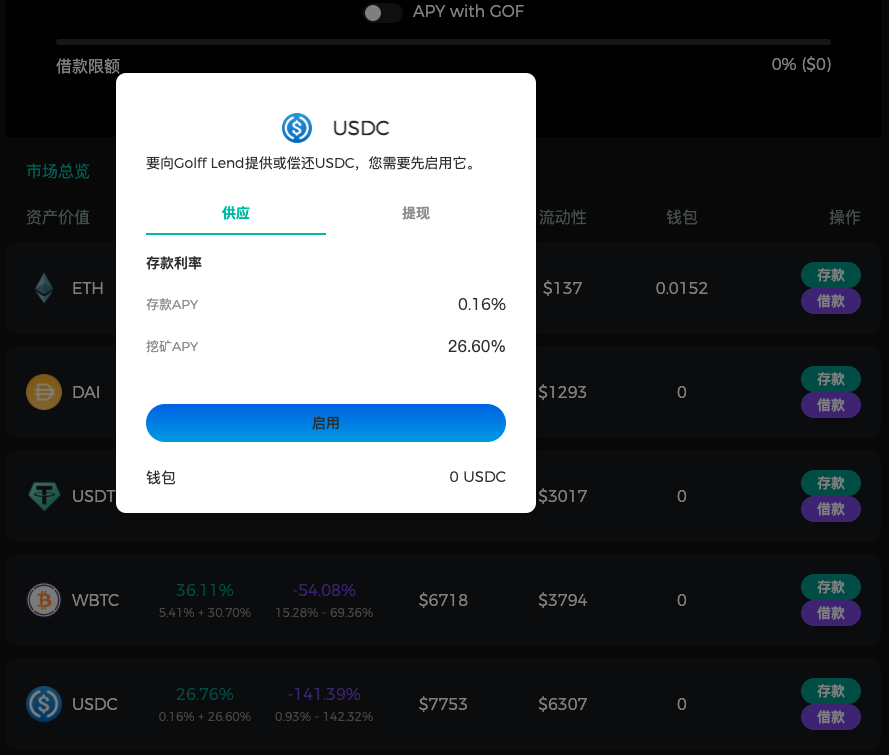 APY with GOF
借款限额 0% ($0)
USDC
要向Golff Lend提供或偿还USDC，您需要先启用它。
供应 提现
存款利率
存款APY 0.16%
挖矿APY 26.60%
启用
钱包 0 USDC
市场总览
资产价值 流动性 钱包 操作
ETH $137 0.0152 存款
借款
DAI $1293 0 存款
借款
USDT $3017 0 存款
借款
WBTC 36.11% -54.08% $6718 $3794 0 存款
5.41% + 30.70% 15.28% - 69.36% 借款
USDC 26.76% -141.39% $7753 $6307 0 存款
0.16% + 26.60% 0.93% - 142.32% 借款